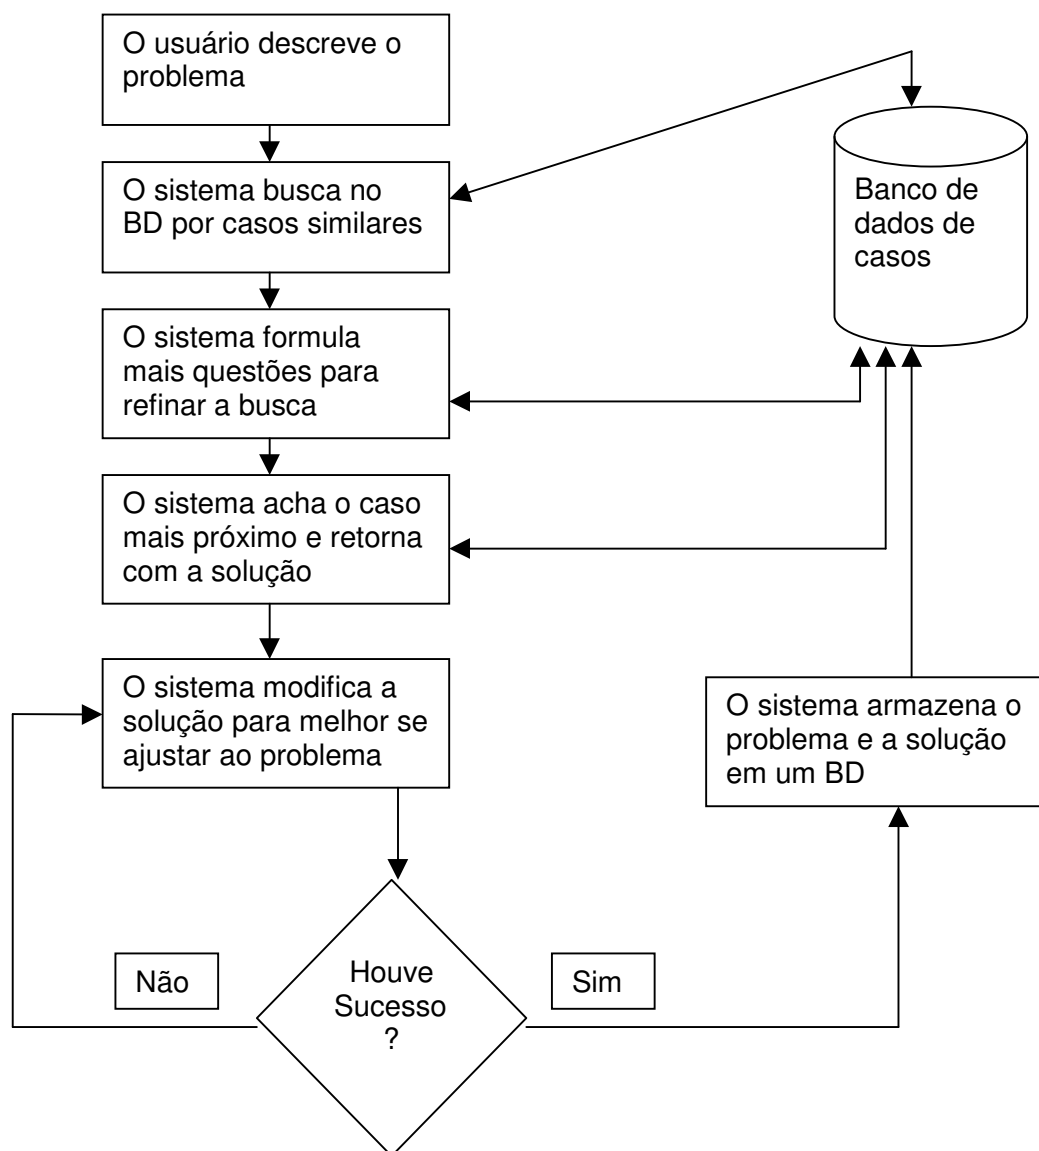 O usuário descreve o
problema
O sistema busca no
BD por casos similares
Banco de
dados de
casos
O sistema formula
mais questões para
refinar a busca
O sistema acha o caso
mais próximo e retorna
com a solução
O sistema modifica a
solução para melhor se
ajustar ao problema
O sistema armazena o
problema e a solução
em um BD
Não
Houve
Sucesso
?
Sim